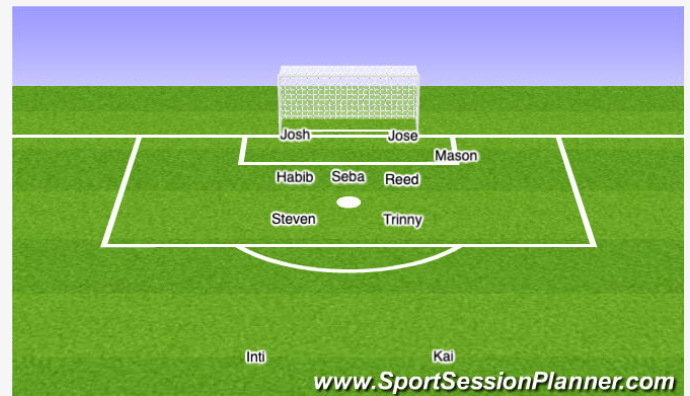 Josh Jose
Mason
Habib Seba Reed
Steven Trinny
Inti Kai
www.SportSessionPlanner.com